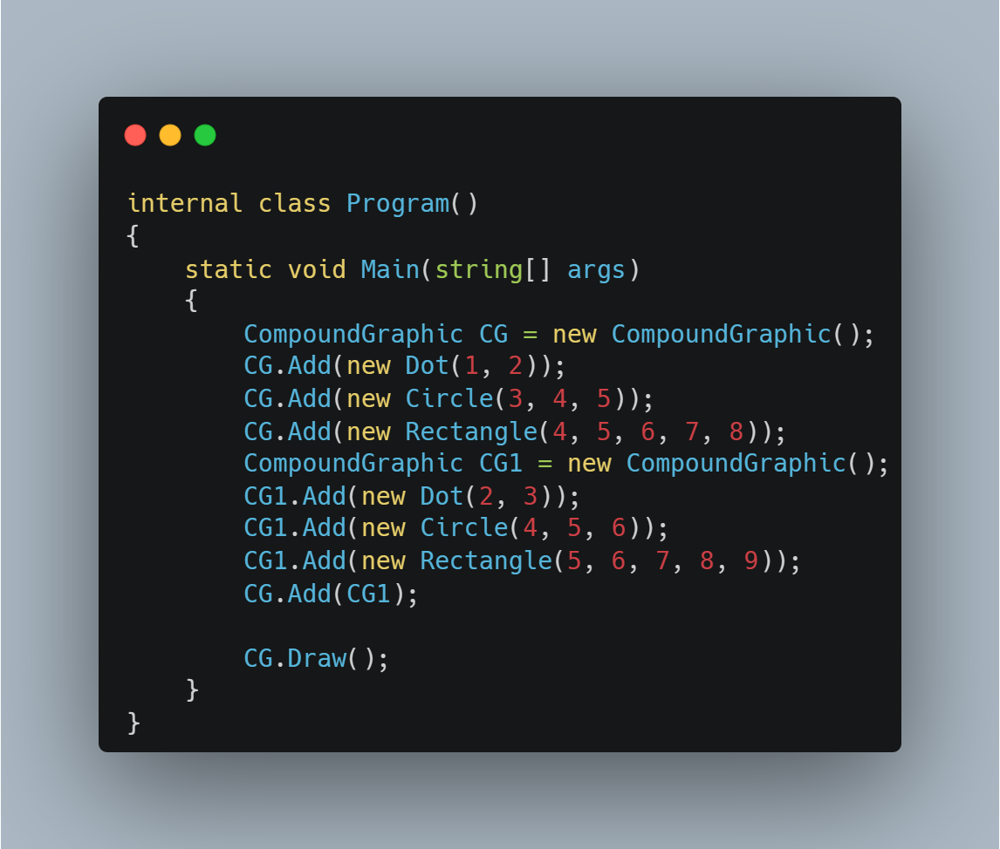 internal class Program()
{
    static void Main(string[] args)
    {
        CompoundGraphic CG = new CompoundGraphic();
        CG.Add(new Dot(1, 2));
        CG.Add(new Circle(3, 4, 5));
        CG.Add(new Rectangle(4, 5, 6, 7, 8));
        CompoundGraphic CG1 = new CompoundGraphic();
        CG1.Add(new Dot(2, 3));
        CG1.Add(new Circle(4, 5, 6));
        CG1.Add(new Rectangle(5, 6, 7, 8, 9));
        CG.Add(CG1);

        CG.Draw();
    }
}